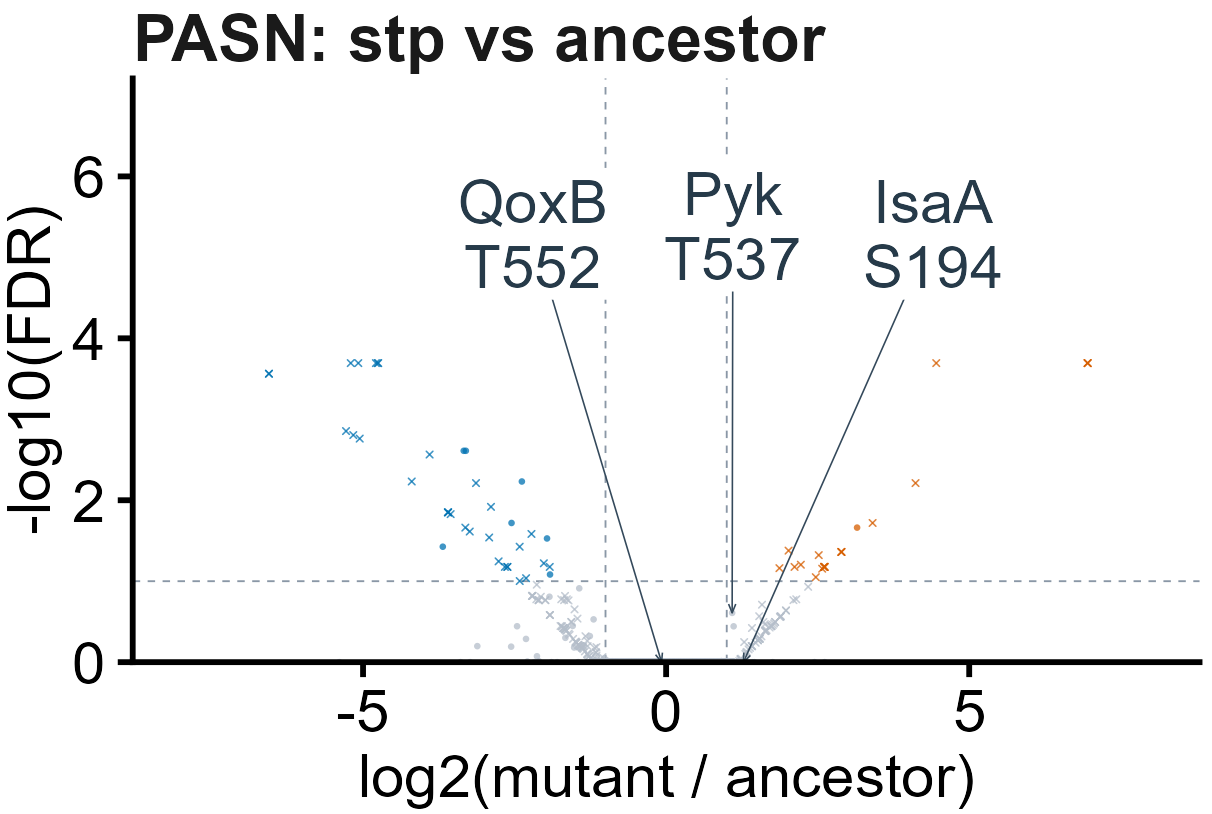 PASN: stp vs ancestor
-log10(FDR)
6
4
2
0
QoxB
T552
Pyk
T537
IsaA
S194
-5
0
5
log2(mutant / ancestor)